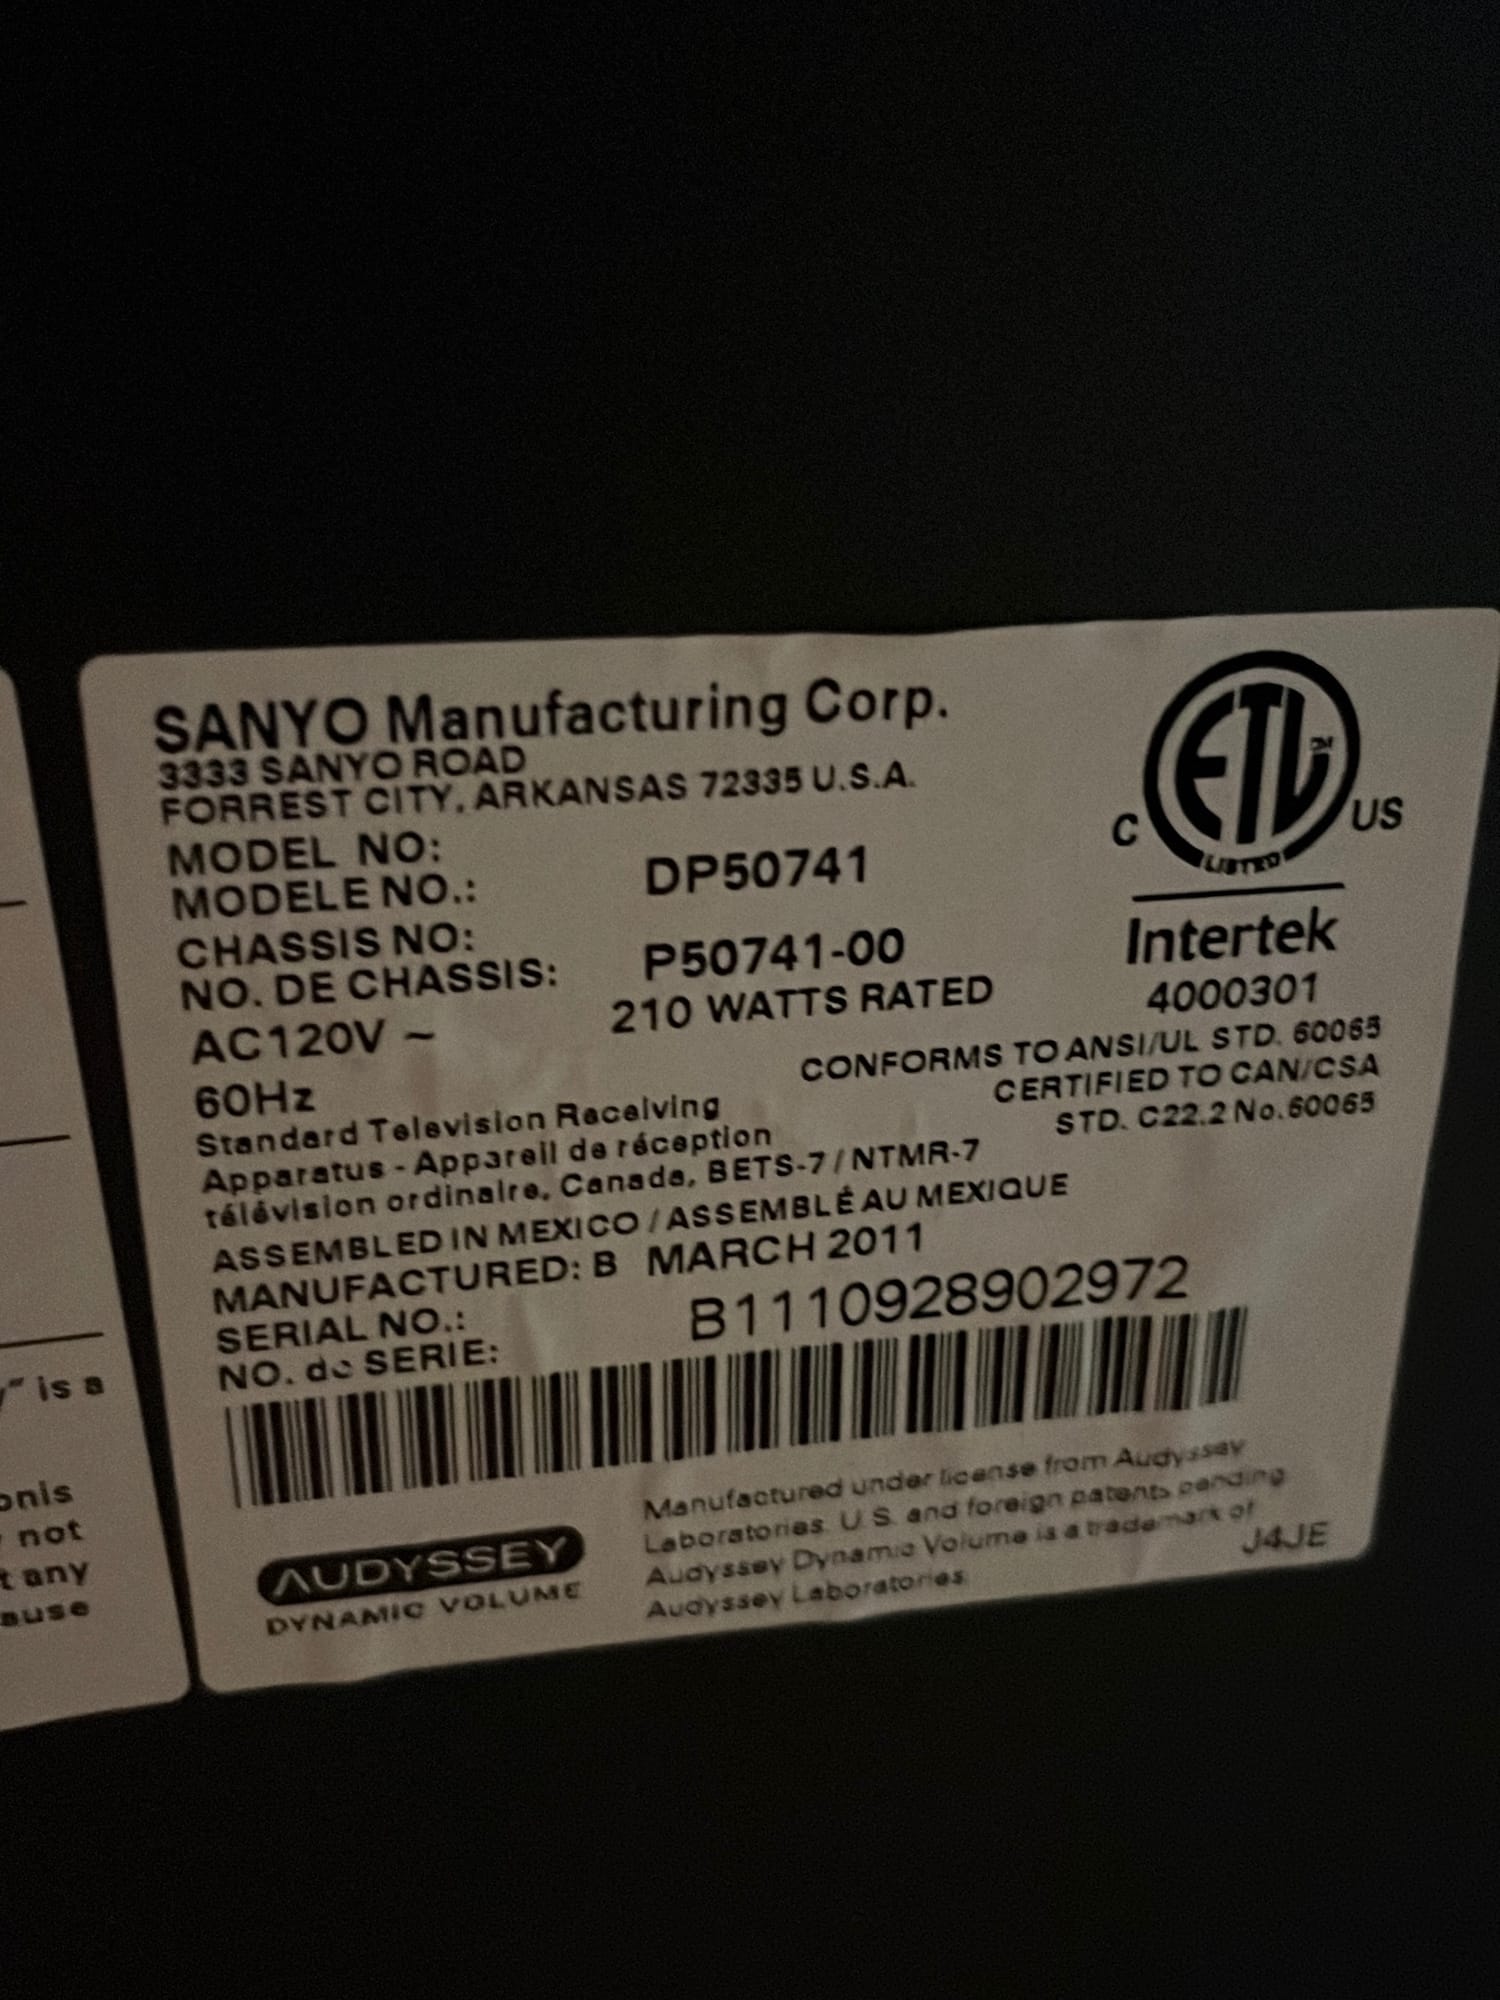 SANYO Manufacturing Corp.
3333 SANYO ROAD
FORREST CITY, ARKANSAS 72335 U.S.A.
MODEL NO:
MODELE NO.: DP50741
CHASSIS NO:
NO. DE CHASSIS: P50741-00
AC120V ~ 210 WATTS RATED
60Hz
Standard Television Receiving
Apparatus - Appareil de réception
télévision ordinaire, Canada, BETS-7 / NTMR-7
ASSEMBLED IN MEXICO / ASSEMBLÉ AU MEXIQUE
MANUFACTURED: B MARCH 2011
SERIAL NO.:
NO. de SERIE: B1110928902972
C ETL TM US
LISTED
Intertek
4000301
CONFORMS TO ANSI/UL STD. 60065
CERTIFIED TO CAN/CSA
STD. C22.2 No.60065
AUDYSSEY
DYNAMIC VOLUME
Manufactured under license from Audyssey
Laboratories. U.S. and foreign patents pending
Audyssey Dynamic Volume is a trademark of
Audyssey Laboratories
J4JE
" is a
not
any